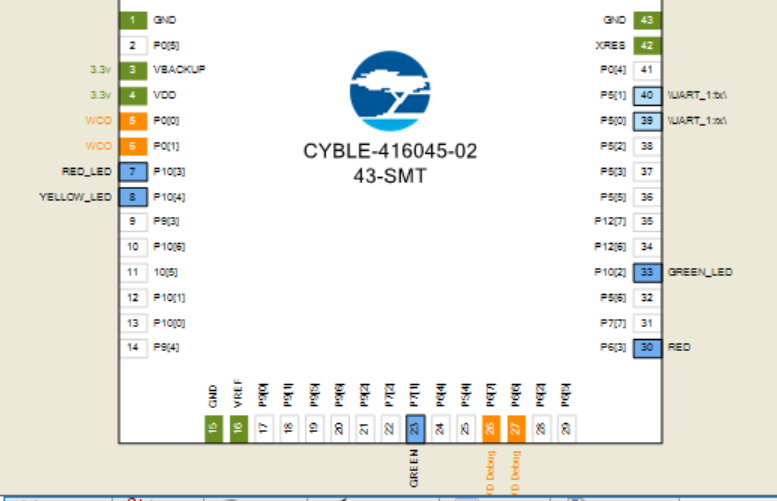 1 GND
2 P0[5]
3.3v 3 VBACKUP
3.3v 4 VDD
WCO 5 P0[0]
WCO 6 P0[1]
RED_LED 7 P10[3]
YELLOW_LED 8 P10[4]
9 P9[3]
10 P10[6]
11 10[5]
12 P10[1]
13 P10[0]
14 P9[4]
CYBLE-416045-02
43-SMT
GND 43
XRES 42
P0[4] 41
P5[1] 40 \UART_1:tx\
P5[0] 39
P5[2] 38
P5[3] 37
P5[5] 36
P12[7] 35
P12[6] 34
P10[2] 33 GREEN_LED
P5[6] 32
P7[7] 31
P6[3] 30 RED
GND 15
VREF 16
P9[0] 17
P9[1] 18
P9[5] 19
P9[6] 20
P9[2] 21
P7[2] 22
P7[1] 23 GREEN
P6[4] 24
P5[4] 25
P6[7] 26 Debug
P6[6] 27 Debug
P6[2] 28
P6[5] 29